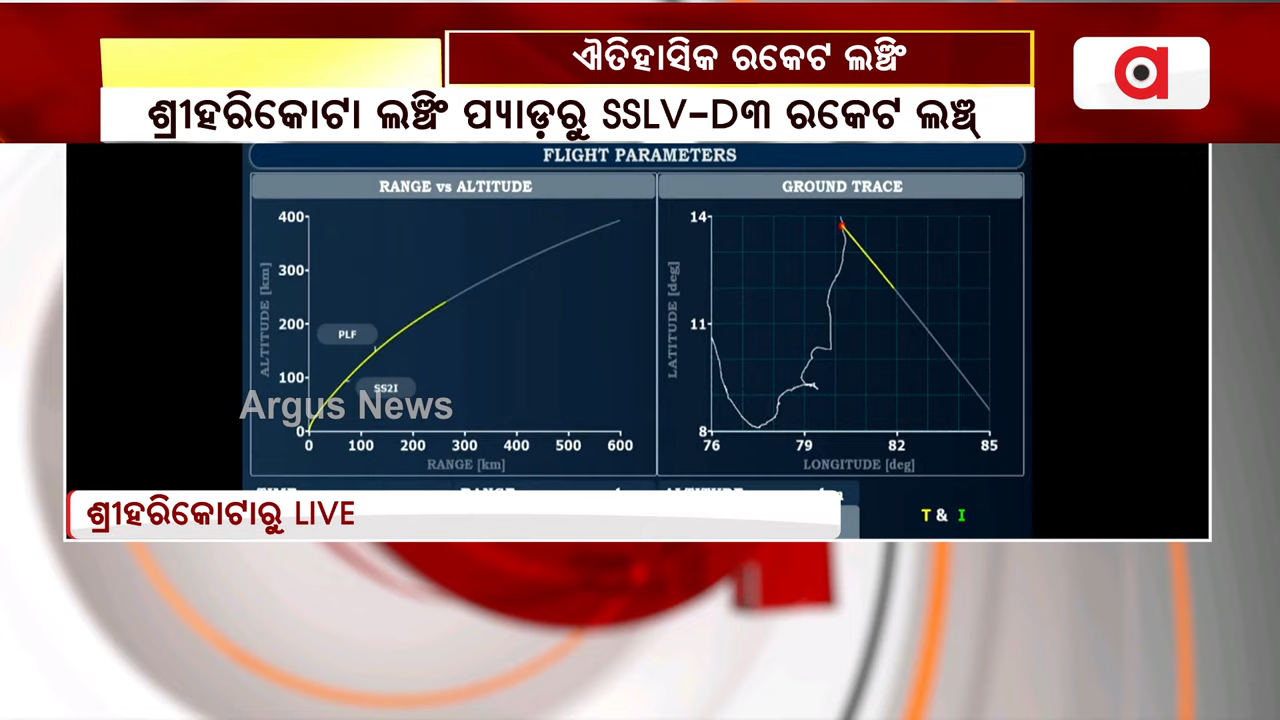 ଐତିହାସିକ ରକେଟ ଲଞ୍ଚିଂ
ଶ୍ରୀହରିକୋଟା ଲଞ୍ଚିଂ ପ୍ୟାଡ଼ରୁ SSLV-D୩ ରକେଟ ଲଞ୍ଚ୍
FLIGHT PARAMETERS
RANGE vs ALTITUDE
GROUND TRACE
400
300
200
100
0
ALTITUDE [km]
PLF
SS2I
0 100 200 300 400 500 600
RANGE [km]
14
11
8
LATITUDE [deg]
76 79 82 85
LONGITUDE [deg]
Argus News
ଶ୍ରୀହରିକୋଟାରୁ LIVE
T & I